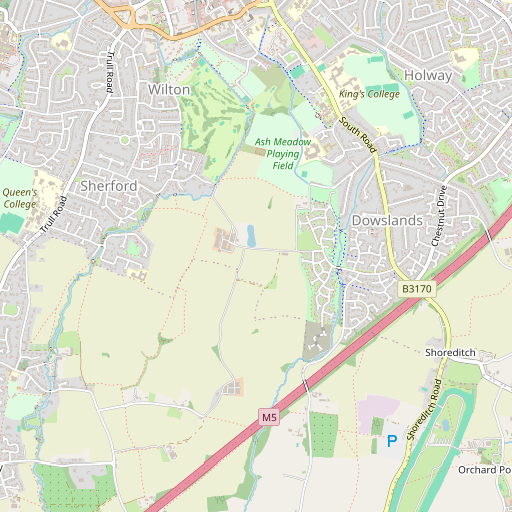 Trull Road
Wilton
Holway
King's College
South Road
Ash Meadow
Playing
Field
Sherford
Queen's
College
Trull Road
Chestnut Drive
Dowslands
B3170
Shoreditch
M5
Shoreditch Road
P
Orchard Po